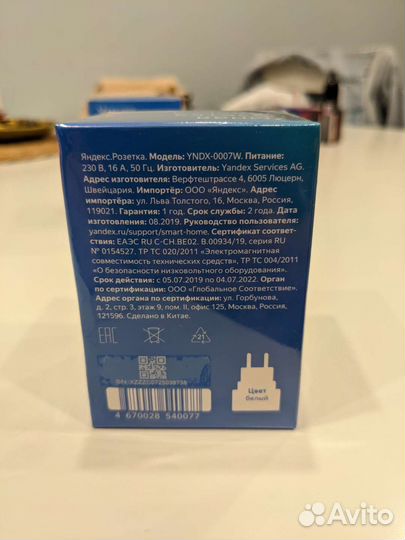 Яндекс.Розетка. Модель: YNDX-0007W. Питание:
230 В, 16 А, 50 Гц. Изготовитель: Yandex Services AG.
Адрес изготовителя: Верфтештрассе 4, 6005 Люцерн,
Швейцария. Импортёр: ООО «Яндекс». Адрес импор-
тёра: ул. Льва Толстого, 16, Москва, Россия,
119021. Гарантия: 1 год. Срок службы: 2 года. Дата
изготовления: 08.2019. Руководство пользователя:
yandex.ru/support/smart-home. Сертификат соответ-
ствия: ЕАЭС RU С-CH.BE02. В.00934/19, серия RU
№ 0154527. ТР ТС 020/2011 «Электромагнитная
совместимость технических средств», ТР ТС 004/2011
«О безопасности низковольтного оборудования».
Срок действия: с 05.07.2019 по 04.07.2022. Орган
по сертификации: ООО «Глобальное Соответствие».
Адрес органа по сертификации: ул. Горбунова,
д. 2, стр. 3, этаж 9, пом. II, офис 125, Москва, Россия,
121596. Сделано в Китае.
EAC
21
Цвет
белый
4 670028 540077
Avito